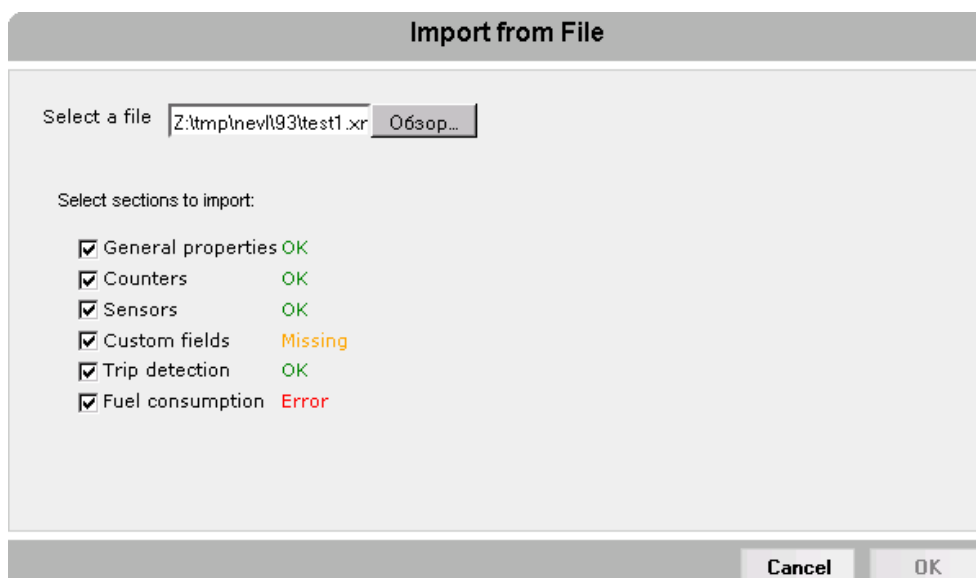 Import from File
Select a file Z:\tmp\nevl\93\test1.xr Обзор...
Select sections to import:
General properties OK
Counters OK
Sensors OK
Custom fields Missing
Trip detection OK
Fuel consumption Error
Cancel OK